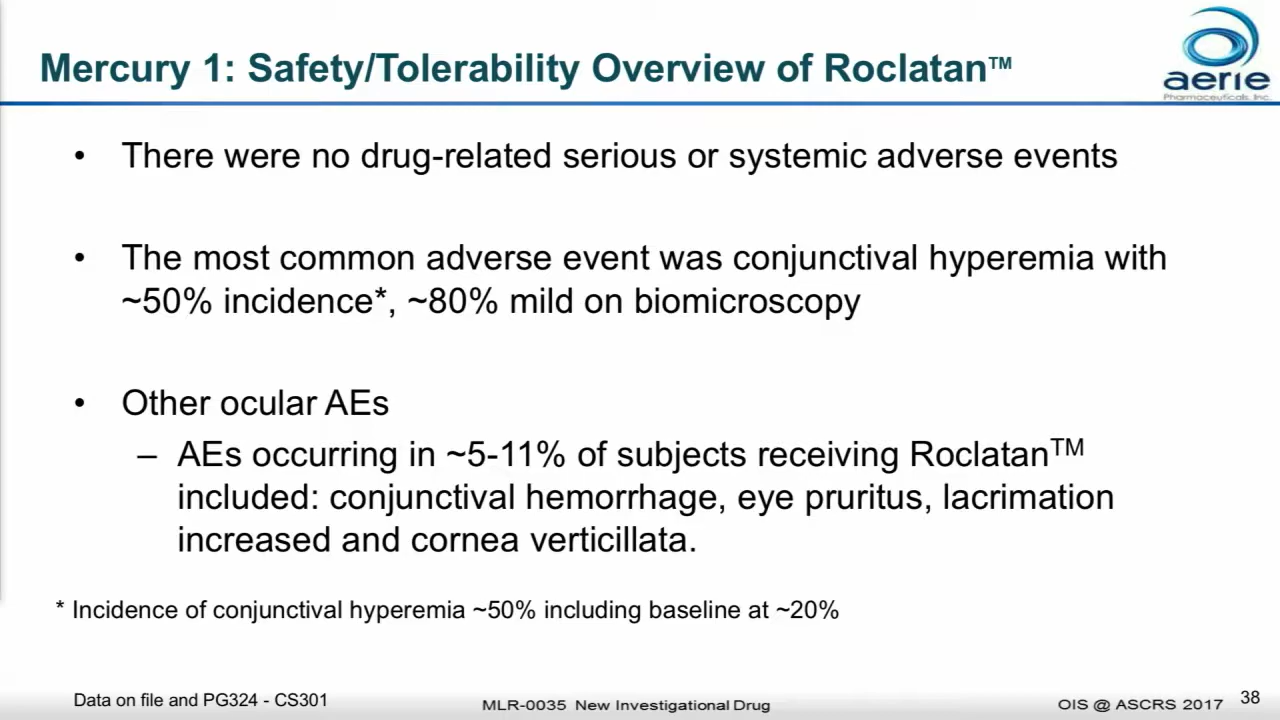 Mercury 1: Safety/Tolerability Overview of Roclatan™
aerie
Pharmaceuticals, Inc.
• There were no drug-related serious or systemic adverse events
• The most common adverse event was conjunctival hyperemia with
~50% incidence*, ~80% mild on biomicroscopy
• Other ocular AEs
– AEs occurring in ~5-11% of subjects receiving Roclatan™
included: conjunctival hemorrhage, eye pruritus, lacrimation
increased and cornea verticillata.
* Incidence of conjunctival hyperemia ~50% including baseline at ~20%
Data on file and PG324 - CS301
MLR-0035 New Investigational Drug
OIS @ ASCRS 2017
38